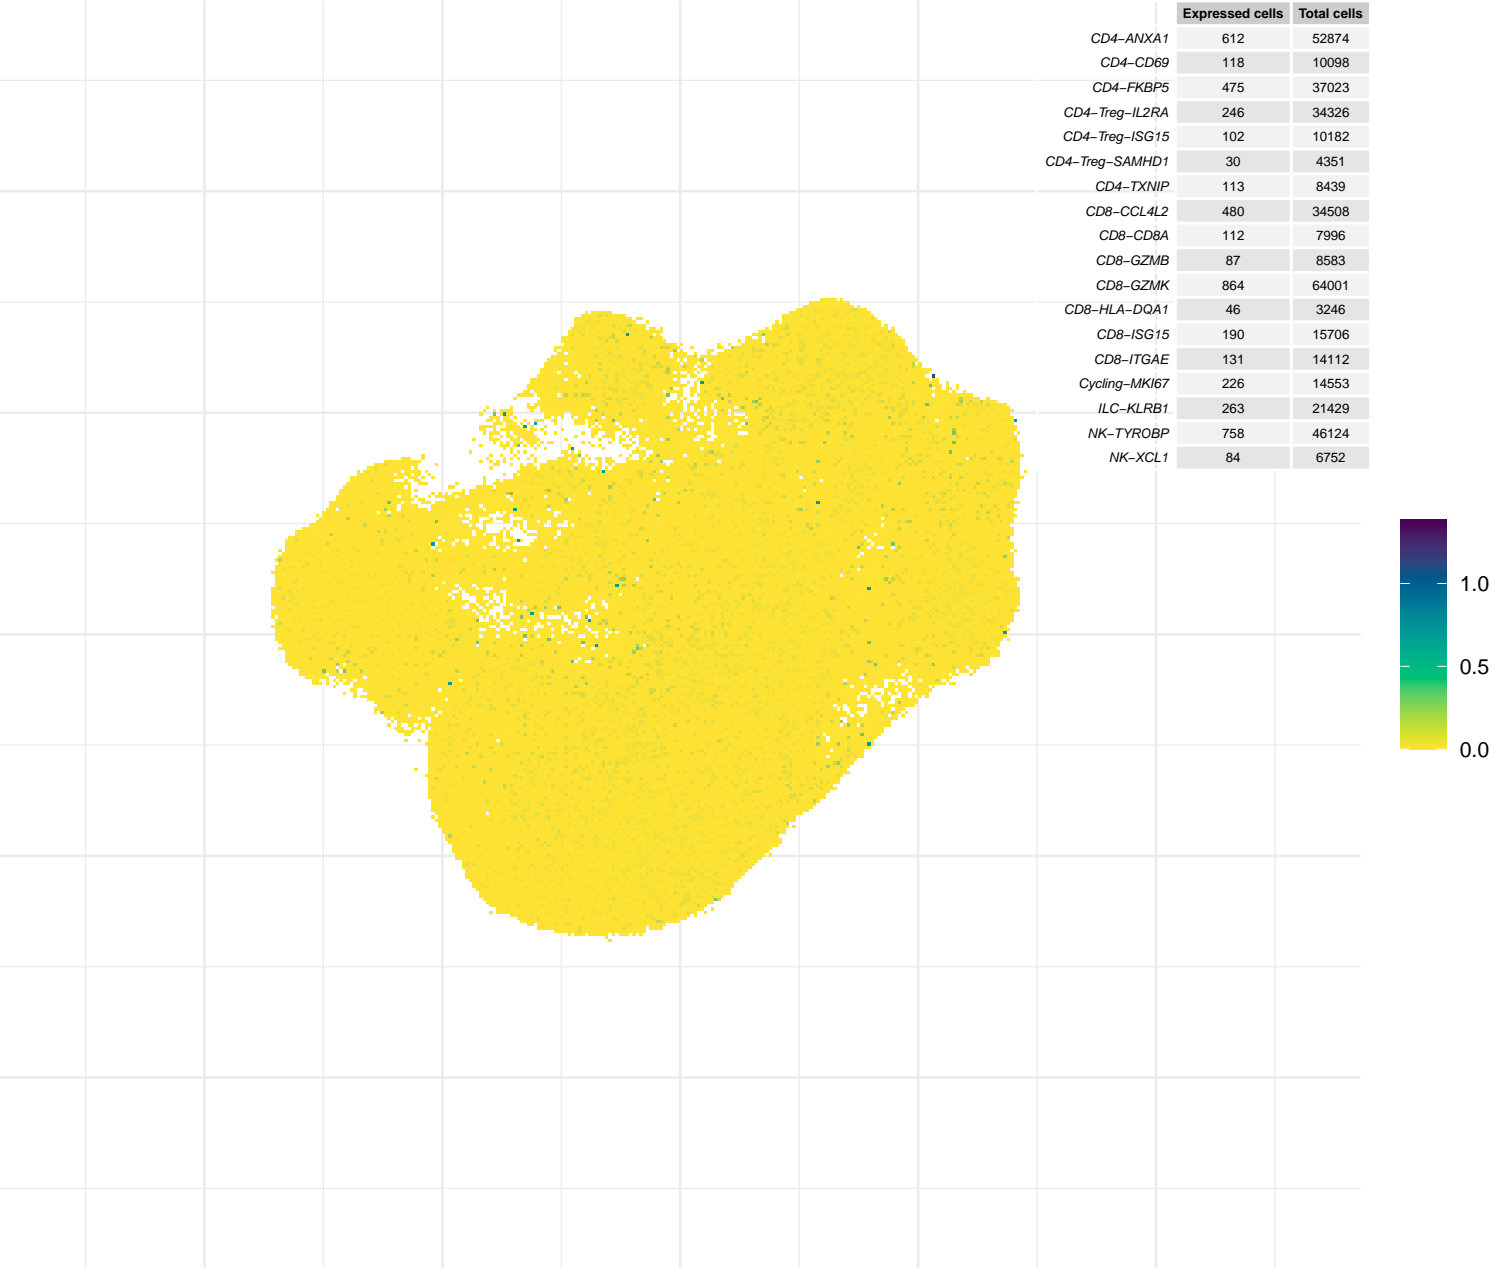 Expressed cells Total cells
CD4−ANXA1 612 52874
CD4−CD69 118 10098
CD4−FKBP5 475 37023
CD4−Treg−IL2RA 246 34326
CD4−Treg−ISG15 102 10182
CD4−Treg−SAMHD1 30 4351
CD4−TXNIP 113 8439
CD8−CCL4L2 480 34508
CD8−CD8A 112 7996
CD8−GZMB 87 8583
CD8−GZMK 864 64001
CD8−HLA−DQA1 46 3246
CD8−ISG15 190 15706
CD8−ITGAE 131 14112
Cycling−MKI67 226 14553
ILC−KLRB1 263 21429
NK−TYROBP 758 46124
NK−XCL1 84 6752
1.0
0.5
0.0